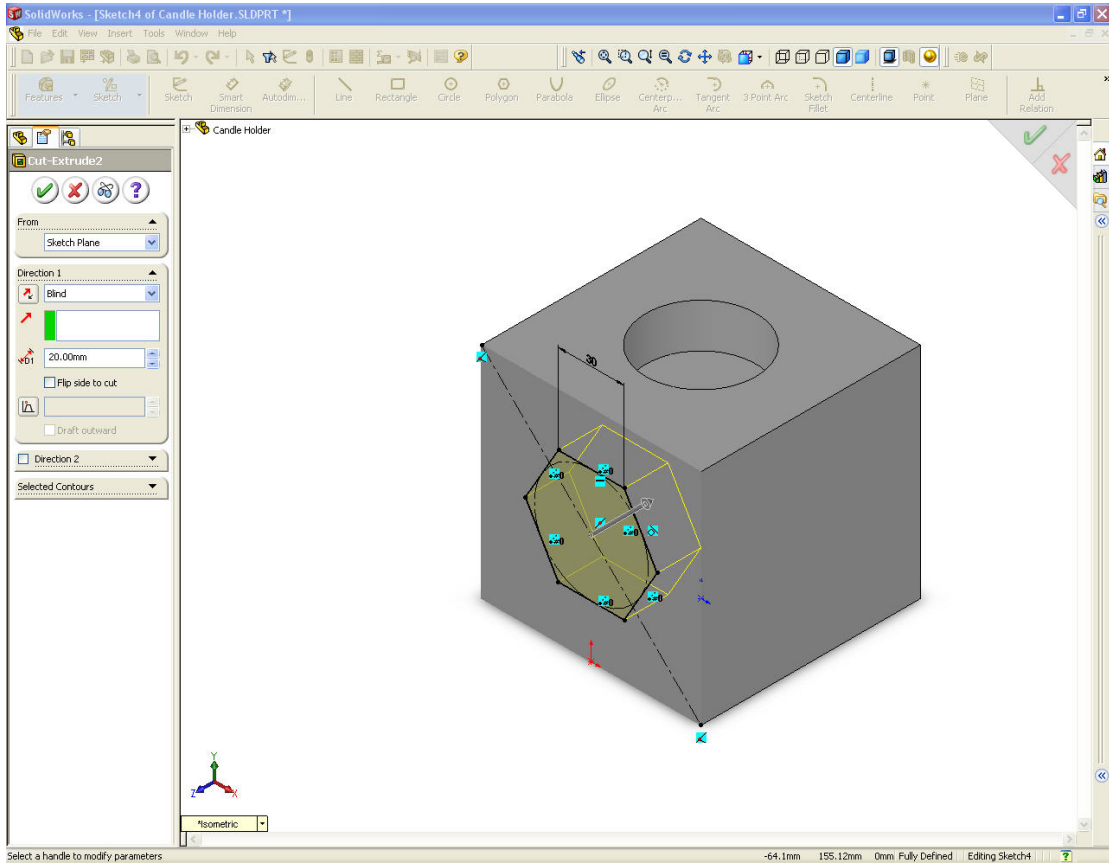 SolidWorks - [Sketch4 of Candle Holder.SLDPRT *]
File Edit View Insert Tools Window Help
Features Sketch Sketch Smart Dimension Autodim... Line Rectangle Circle Polygon Parabola Ellipse Centerp... Arc Tangent Arc 3 Point Arc Sketch Fillet Centerline Point Plane Add Relation
Candle Holder
Cut-Extrude2
From
Sketch Plane
Direction 1
Blind
D1 20.00mm
Flip side to cut
Draft outward
Direction 2
Selected Contours
30
Y
Z X
*Isometric
Select a handle to modify parameters -64.1mm 155.12mm 0mm Fully Defined Editing Sketch4